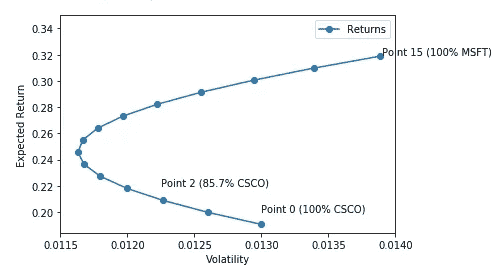 Returns
Point 15 (100% MSFT)
Point 2 (85.7% CSCO)
Point 0 (100% CSCO)
Expected Return
0.34
0.32
0.30
0.28
0.26
0.24
0.22
0.20
0.0115
0.0120
0.0125
0.0130
0.0135
0.0140
Volatility